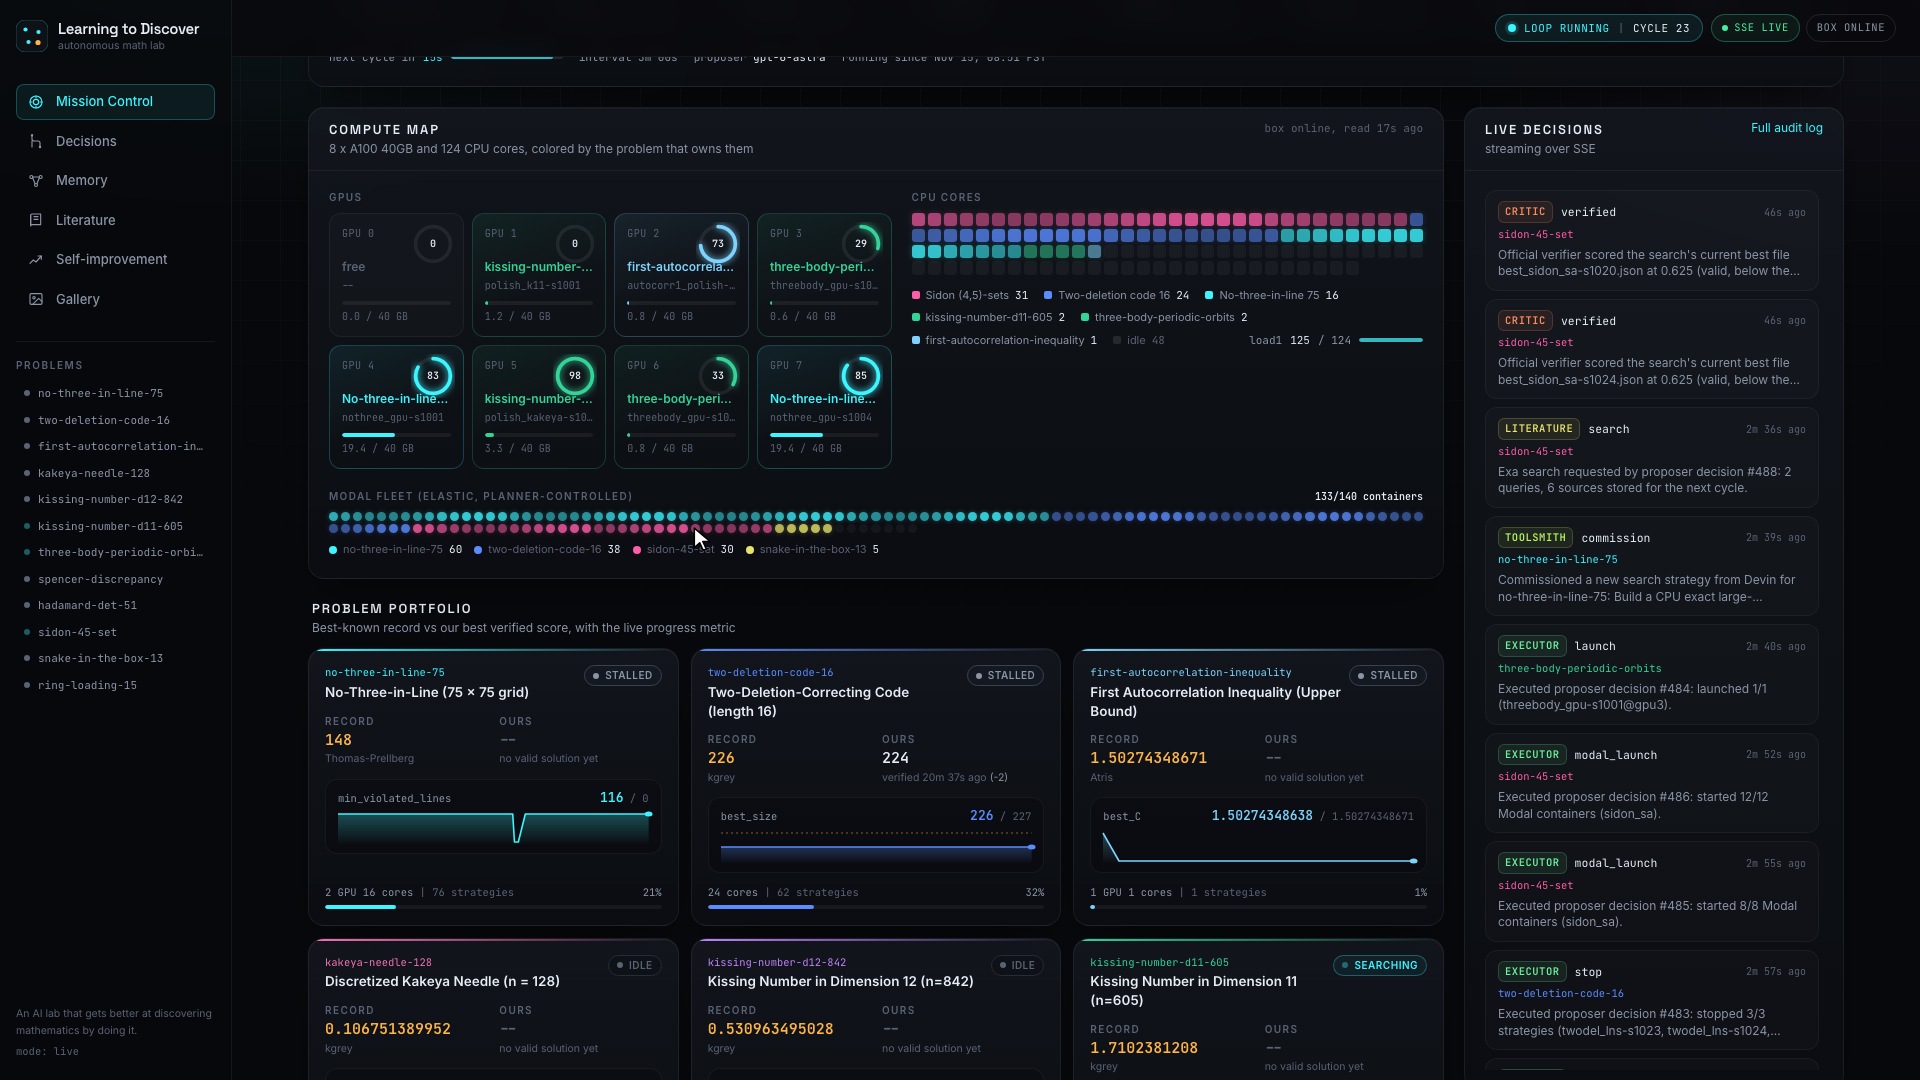 Learning to Discover
autonomous math lab
Mission Control
Decisions
Memory
Literature
Self-improvement
Gallery
PROBLEMS
no-three-in-line-75
two-deletion-code-16
first-autocorrelation-in…
kakeya-needle-128
kissing-number-d12-842
kissing-number-d11-605
three-body-periodic-orbi…
spencer-discrepancy
hadamard-det-51
sidon-45-set
snake-in-the-box-13
ring-loading-15
An AI lab that gets better at discovering
mathematics by doing it.
mode: live
LOOP RUNNING | CYCLE 23
SSE LIVE
BOX ONLINE
next cycle in 15s interval 3m 00s proposer gpt-6-astra running since Nov 15, 08:51 PST
COMPUTE MAP
box online, read 17s ago
8 x A100 40GB and 124 CPU cores, colored by the problem that owns them
GPUS
GPU 0
0
free
--
0.0 / 40 GB
GPU 1
0
kissing-number-…
polish_k11-s1001
1.2 / 40 GB
GPU 2
73
first-autocorrela…
autocorr1_polish-…
0.8 / 40 GB
GPU 3
29
three-body-peri…
threebody_gpu-s10…
0.6 / 40 GB
GPU 4
83
No-three-in-line…
nothree_gpu-s1001
19.4 / 40 GB
GPU 5
98
kissing-number-…
polish_kakeya-s10…
3.3 / 40 GB
GPU 6
33
three-body-peri…
threebody_gpu-s10…
0.8 / 40 GB
GPU 7
85
No-three-in-line…
nothree_gpu-s1004
19.4 / 40 GB
CPU CORES
Sidon (4,5)-sets 31 Two-deletion code 16 24 No-three-in-line 75 16
kissing-number-d11-605 2 three-body-periodic-orbits 2
first-autocorrelation-inequality 1 idle 48 load1 125 / 124
MODAL FLEET (ELASTIC, PLANNER-CONTROLLED)
133/140 containers
no-three-in-line-75 60 two-deletion-code-16 38 sidon-45-set 30 snake-in-the-box-13 5
PROBLEM PORTFOLIO
Best-known record vs our best verified score, with the live progress metric
no-three-in-line-75
STALLED
No-Three-in-Line (75 × 75 grid)
RECORD OURS
148 --
Thomas-Prellberg no valid solution yet
min_violated_lines 116 / 0
2 GPU 16 cores | 76 strategies 21%
two-deletion-code-16
STALLED
Two-Deletion-Correcting Code
(length 16)
RECORD OURS
226 224
kgrey verified 20m 37s ago (-2)
best_size 226 / 227
24 cores | 62 strategies 32%
first-autocorrelation-inequality
STALLED
First Autocorrelation Inequality (Upper
Bound)
RECORD OURS
1.50274348671 --
Atris no valid solution yet
best_C 1.50274348638 / 1.50274348671
1 GPU 1 cores | 1 strategies 1%
kakeya-needle-128
IDLE
Discretized Kakeya Needle (n = 128)
RECORD OURS
0.106751389952 --
kgrey no valid solution yet
kissing-number-d12-842
IDLE
Kissing Number in Dimension 12 (n=842)
RECORD OURS
0.530963495028 --
kgrey no valid solution yet
kissing-number-d11-605
SEARCHING
Kissing Number in Dimension 11
(n=605)
RECORD OURS
1.7102381208 --
kgrey no valid solution yet
LIVE DECISIONS
Full audit log
streaming over SSE
CRITIC verified 46s ago
sidon-45-set
Official verifier scored the search's current best file
best_sidon_sa-s1020.json at 0.625 (valid, below the…
CRITIC verified 46s ago
sidon-45-set
Official verifier scored the search's current best file
best_sidon_sa-s1024.json at 0.625 (valid, below the…
LITERATURE search 2m 36s ago
sidon-45-set
Exa search requested by proposer decision #488: 2
queries, 6 sources stored for the next cycle.
TOOLSMITH commission 2m 39s ago
no-three-in-line-75
Commissioned a new search strategy from Devin for
no-three-in-line-75: Build a CPU exact large-…
EXECUTOR launch 2m 40s ago
three-body-periodic-orbits
Executed proposer decision #484: launched 1/1
(threebody_gpu-s1001@gpu3).
EXECUTOR modal_launch 2m 52s ago
sidon-45-set
Executed proposer decision #486: started 12/12
Modal containers (sidon_sa).
EXECUTOR modal_launch 2m 55s ago
sidon-45-set
Executed proposer decision #485: started 8/8 Modal
containers (sidon_sa).
EXECUTOR stop 2m 57s ago
two-deletion-code-16
Executed proposer decision #483: stopped 3/3
strategies (twodel_lns-s1023, twodel_lns-s1024,…